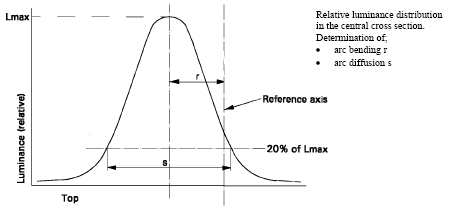 Lmax
Relative luminance distribution
in the central cross section.
Determination of;
• arc bending r
• arc diffusion s
r
Reference axis
Luminance (relative)
20% of Lmax
s
Top